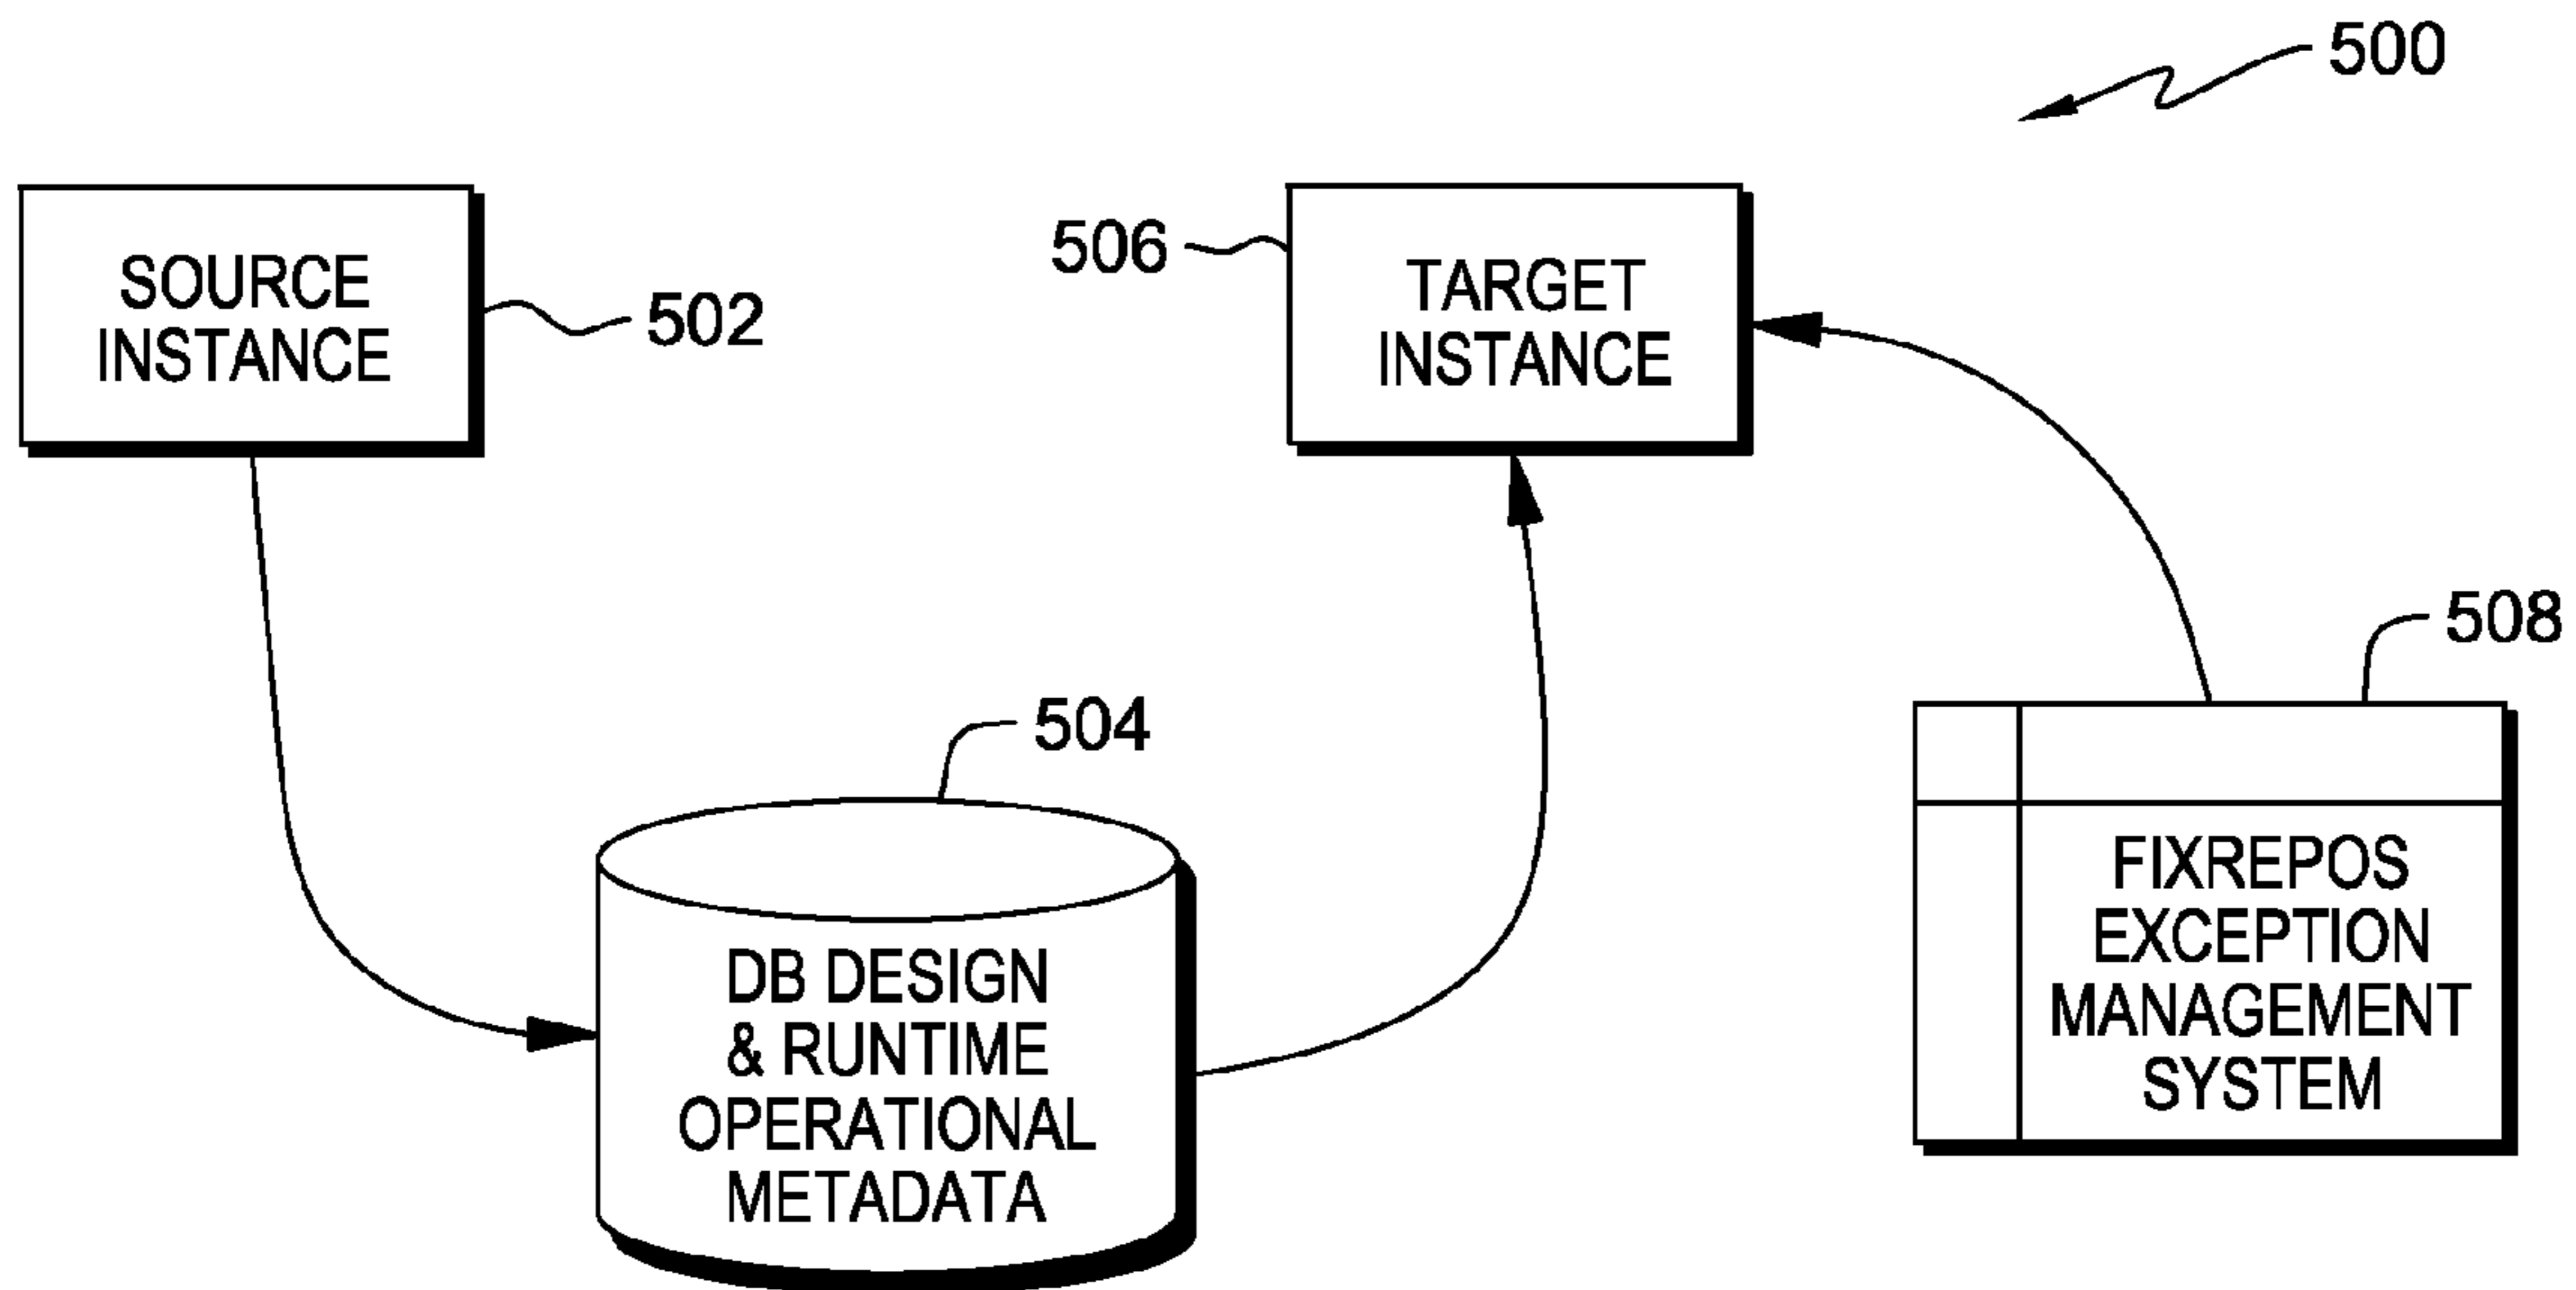 500
SOURCE
INSTANCE
502
506
TARGET
INSTANCE
504
DB DESIGN
& RUNTIME
OPERATIONAL
METADATA
508
FIXREPOS
EXCEPTION
MANAGEMENT
SYSTEM